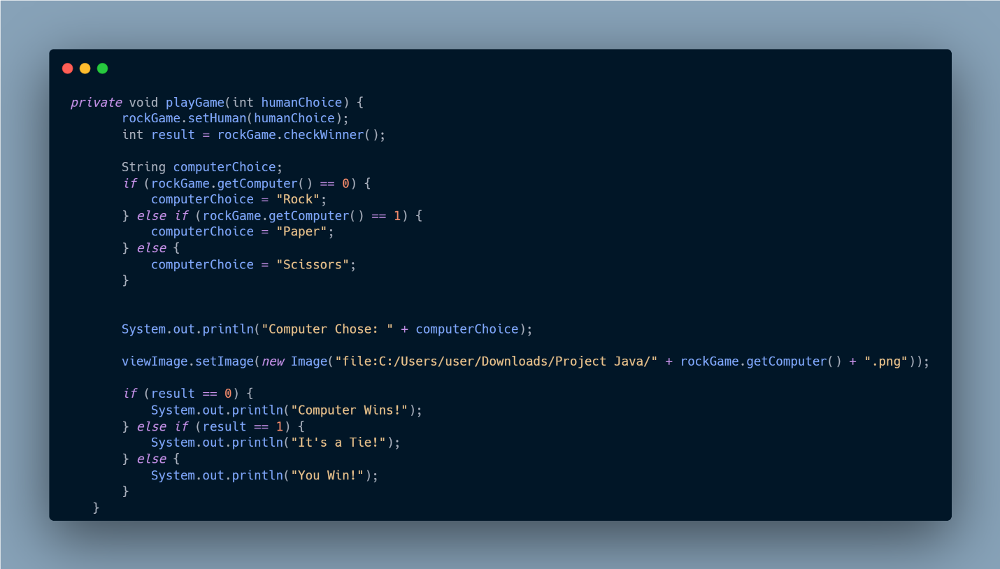 private void playGame(int humanChoice) {
rockGame.setHuman(humanChoice);
int result = rockGame.checkWinner();
String computerChoice;
if (rockGame.getComputer() == 0) {
computerChoice = "Rock";
} else if (rockGame.getComputer() == 1) {
computerChoice = "Paper";
} else {
computerChoice = "Scissors";
}
System.out.println("Computer Chose: " + computerChoice);
viewImage.setImage(new Image("file:C:/Users/user/Downloads/Project Java/" + rockGame.getComputer() + ".png"));
if (result == 0) {
System.out.println("Computer Wins!");
} else if (result == 1) {
System.out.println("It's a Tie!");
} else {
System.out.println("You Win!");
}
}